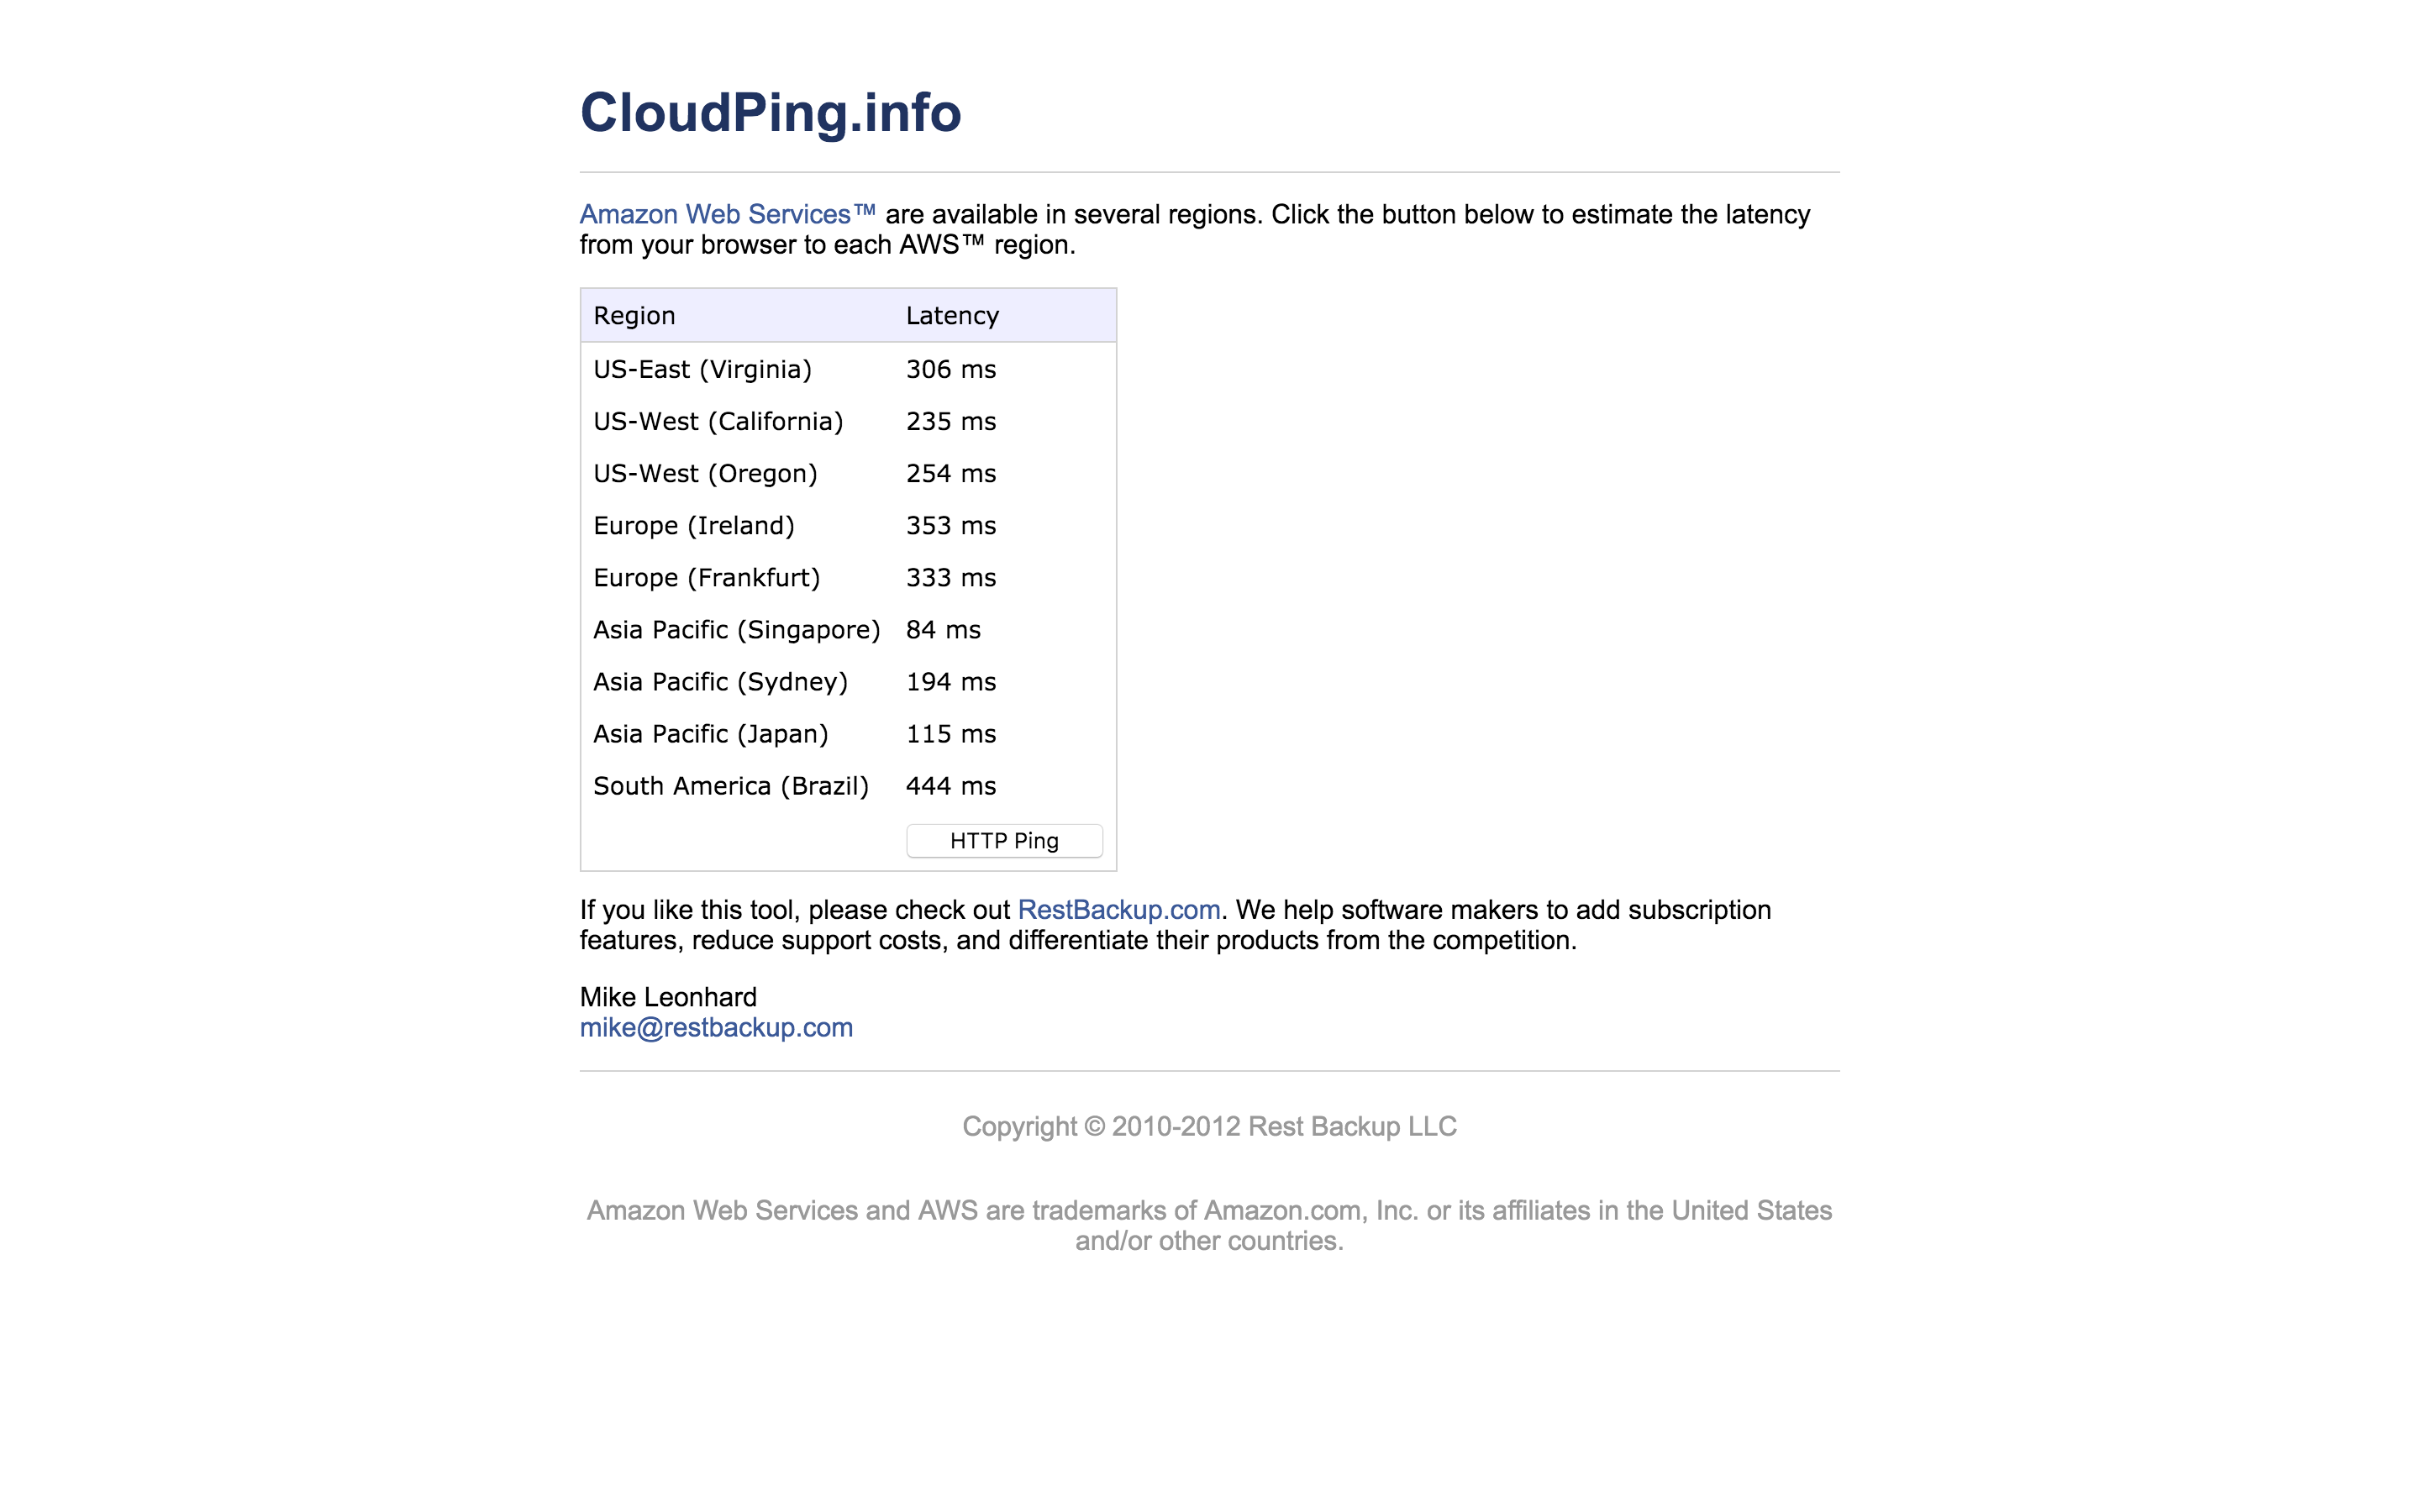 CloudPing.info
Amazon Web Services™ are available in several regions. Click the button below to estimate the latency
from your browser to each AWS™ region.
Region Latency
US-East (Virginia) 306 ms
US-West (California) 235 ms
US-West (Oregon) 254 ms
Europe (Ireland) 353 ms
Europe (Frankfurt) 333 ms
Asia Pacific (Singapore) 84 ms
Asia Pacific (Sydney) 194 ms
Asia Pacific (Japan) 115 ms
South America (Brazil) 444 ms
HTTP Ping
If you like this tool, please check out RestBackup.com. We help software makers to add subscription
features, reduce support costs, and differentiate their products from the competition.
Mike Leonhard
mike@restbackup.com
Copyright © 2010-2012 Rest Backup LLC
Amazon Web Services and AWS are trademarks of Amazon.com, Inc. or its affiliates in the United States
and/or other countries.